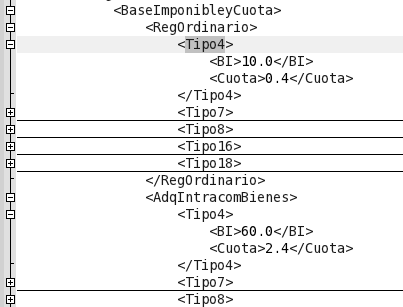 <BaseImponibleyCuota>
<RegOrdinario>
<Tipo4>
<BI>10.0</BI>
<Cuota>0.4</Cuota>
</Tipo4>
<Tipo7>
<Tipo8>
<Tipo16>
<Tipo18>
</RegOrdinario>
<AdqIntracomBienes>
<Tipo4>
<BI>60.0</BI>
<Cuota>2.4</Cuota>
</Tipo4>
<Tipo7>
<Tipo8>